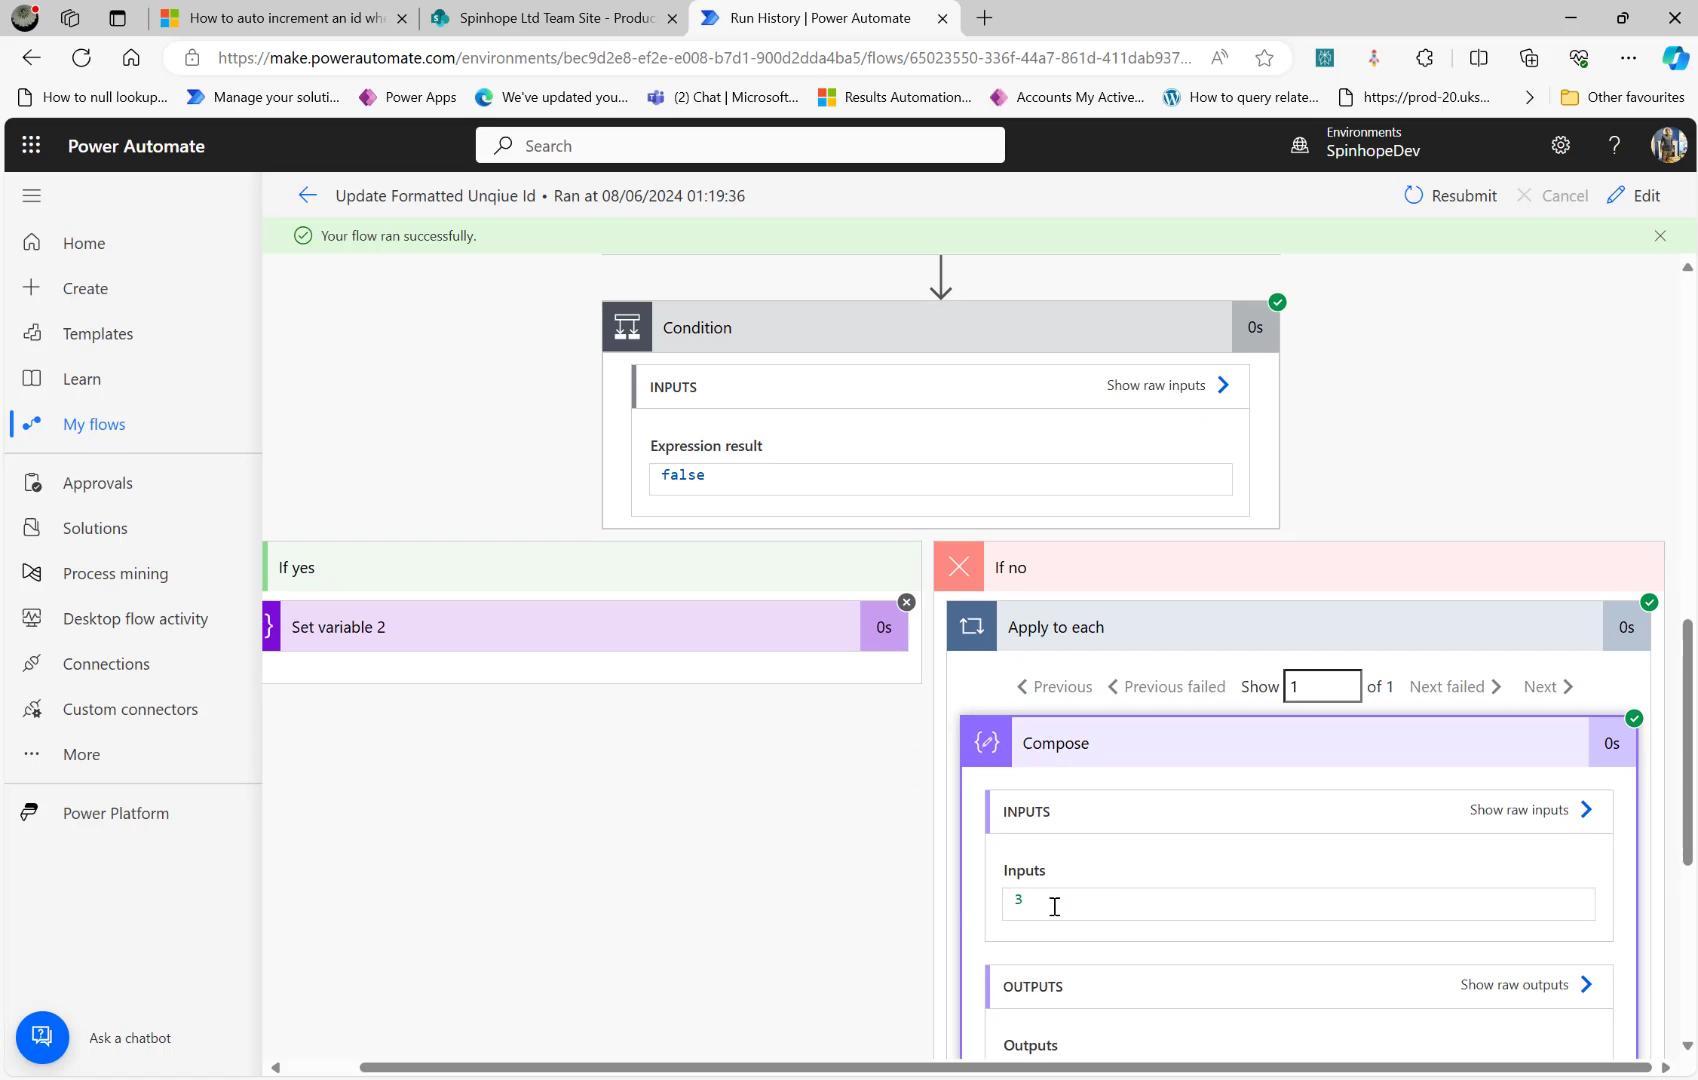 How to auto increment an id whe
Spinhope Ltd Team Site - Produc
Run History | Power Automate
https://make.powerautomate.com/environments/bec9d2e8-ef2e-e008-b7d1-900d2dda4ba5/flows/65023550-336f-44a7-861d-411dab937...
How to null lookup...
Manage your soluti...
Power Apps
We've updated you...
(2) Chat | Microsoft...
Results Automation...
Accounts My Active...
How to query relate...
https://prod-20.uks...
Other favourites
Power Automate
Search
Environments
SpinhopeDev
Update Formatted Unqiue Id • Ran at 08/06/2024 01:19:36
Resubmit
Cancel
Edit
Your flow ran successfully.
Home
Create
Templates
Learn
My flows
Approvals
Solutions
Process mining
Desktop flow activity
Connections
Custom connectors
More
Power Platform
Ask a chatbot
Condition
0s
INPUTS
Show raw inputs
Expression result
false
If yes
Set variable 2
0s
If no
Apply to each
0s
Previous
Previous failed
Show 1 of 1
Next failed
Next
Compose
0s
INPUTS
Show raw inputs
Inputs
3
OUTPUTS
Show raw outputs
Outputs